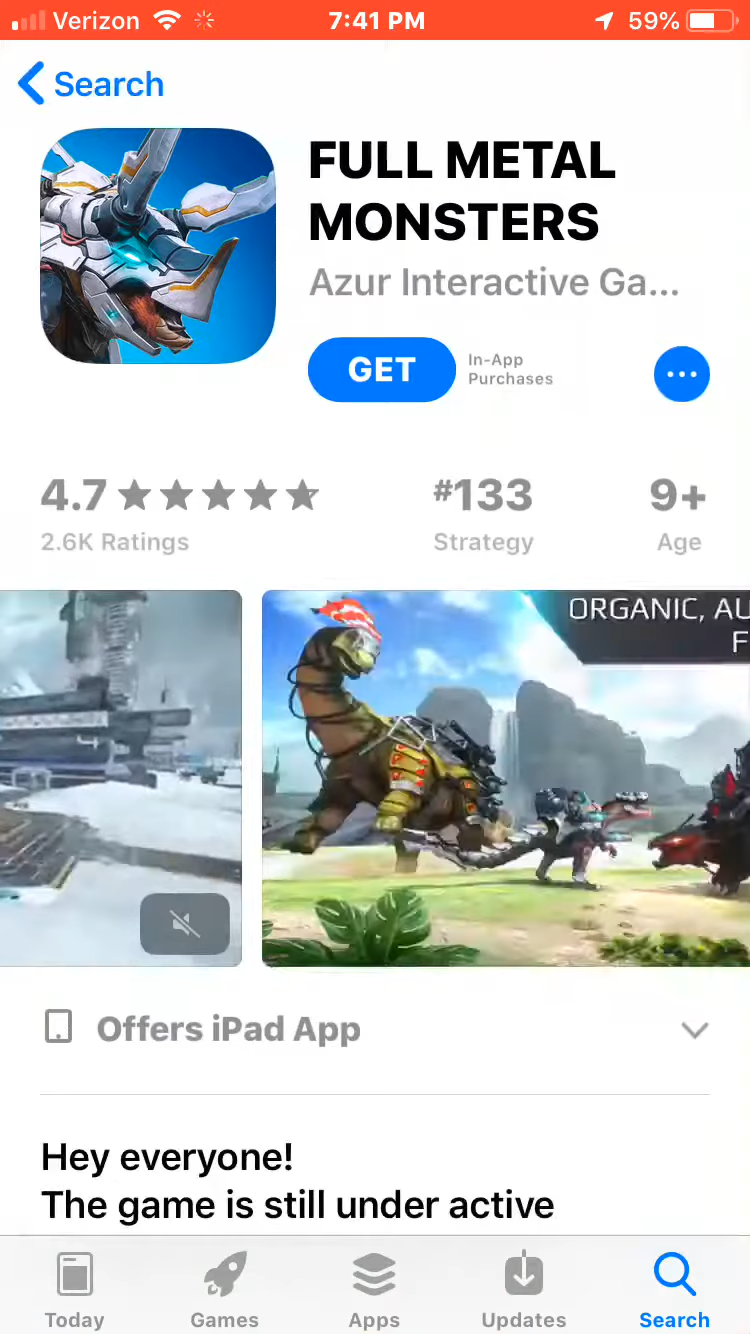 Verizon 7:41 PM 59%
Search
FULL METAL
MONSTERS
Azur Interactive Ga...
GET
In-App
Purchases
4.7 #133 9+
2.6K Ratings Strategy Age
ORGANIC, AU
F
Offers iPad App
Hey everyone!
The game is still under active
Today Games Apps Updates Search